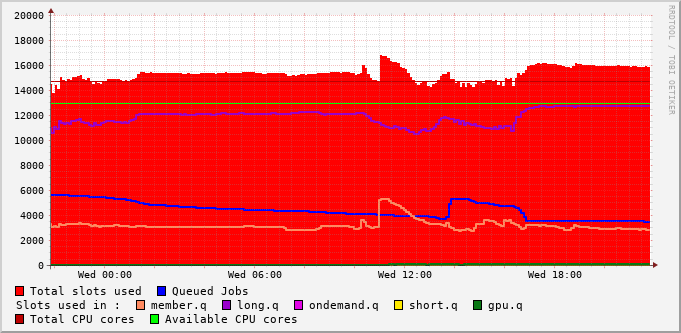 RRDTOOL / TOBI OETIKER
20000
18000
16000
14000
12000
10000
8000
6000
4000
2000
0
Wed 00:00 Wed 06:00 Wed 12:00 Wed 18:00
Total slots used Queued Jobs
Slots used in : member.q long.q ondemand.q short.q gpu.q
Total CPU cores Available CPU cores